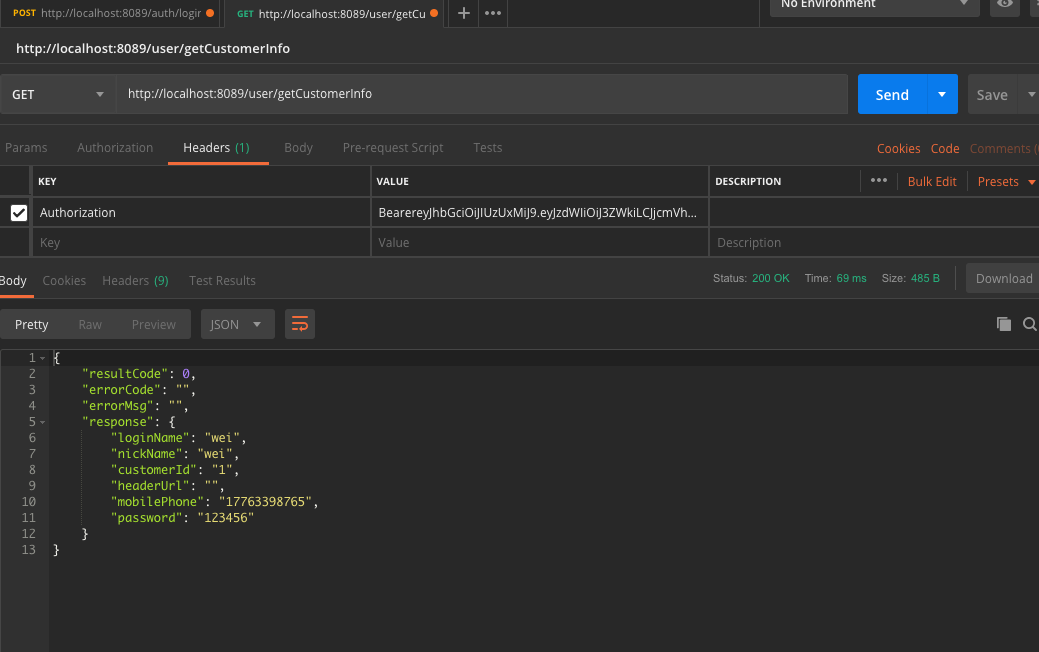 POST http://localhost:8089/auth/login GET http://localhost:8089/user/getCu + ••• No Environment
http://localhost:8089/user/getCustomerInfo
GET http://localhost:8089/user/getCustomerInfo Send Save
Params Authorization Headers (1) Body Pre-request Script Tests Cookies Code Comments (
KEY VALUE DESCRIPTION ••• Bulk Edit Presets
Authorization BearereyJhbGciOiJIUzUxMiJ9.eyJzdWIiOiJ3ZWkiLCJjcmVh...
Key Value Description
Body Cookies Headers (9) Test Results Status: 200 OK Time: 69 ms Size: 485 B Download
Pretty Raw Preview JSON
1 {
2 "resultCode": 0,
3 "errorCode": "",
4 "errorMsg": "",
5 "response": {
6 "loginName": "wei",
7 "nickName": "wei",
8 "customerId": "1",
9 "headerUrl": "",
10 "mobilePhone": "17763398765",
11 "password": "123456"
12 }
13 }